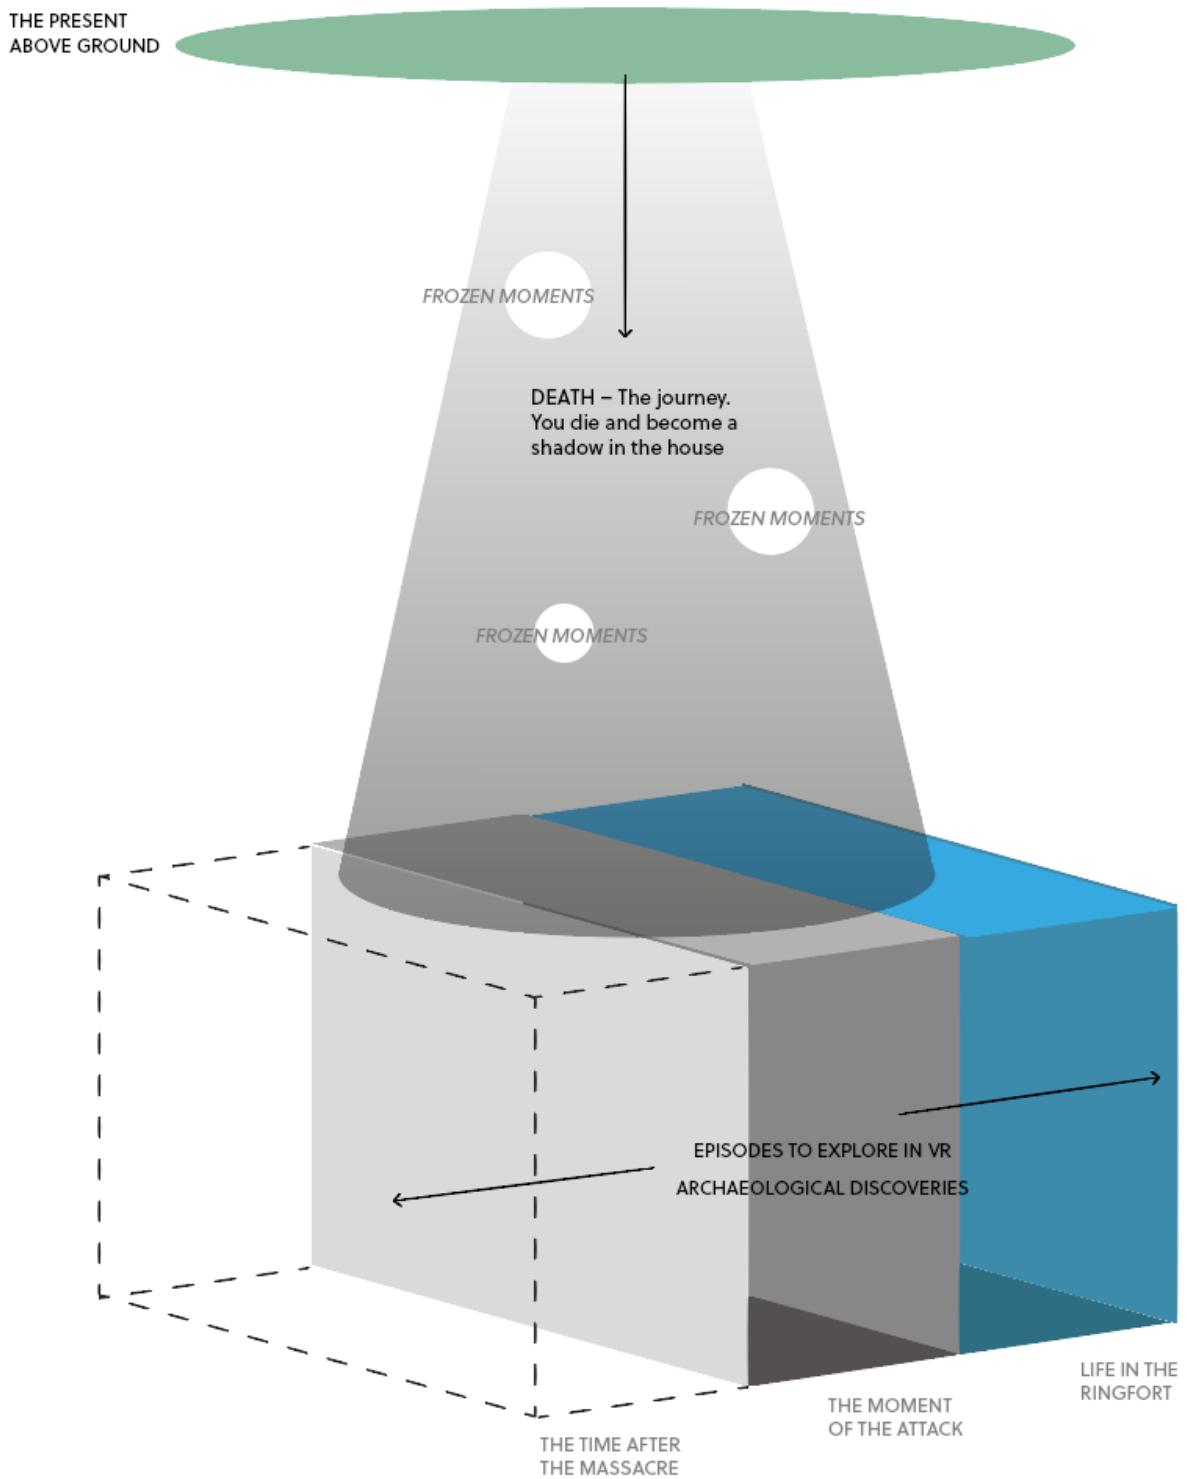 THE PRESENT
ABOVE GROUND
FROZEN MOMENTS
DEATH – The journey.
You die and become a
shadow in the house
FROZEN MOMENTS
FROZEN MOMENTS
EPISODES TO EXPLORE IN VR
ARCHAEOLOGICAL DISCOVERIES
LIFE IN THE
RINGFORT
THE MOMENT
OF THE ATTACK
THE TIME AFTER
THE MASSACRE